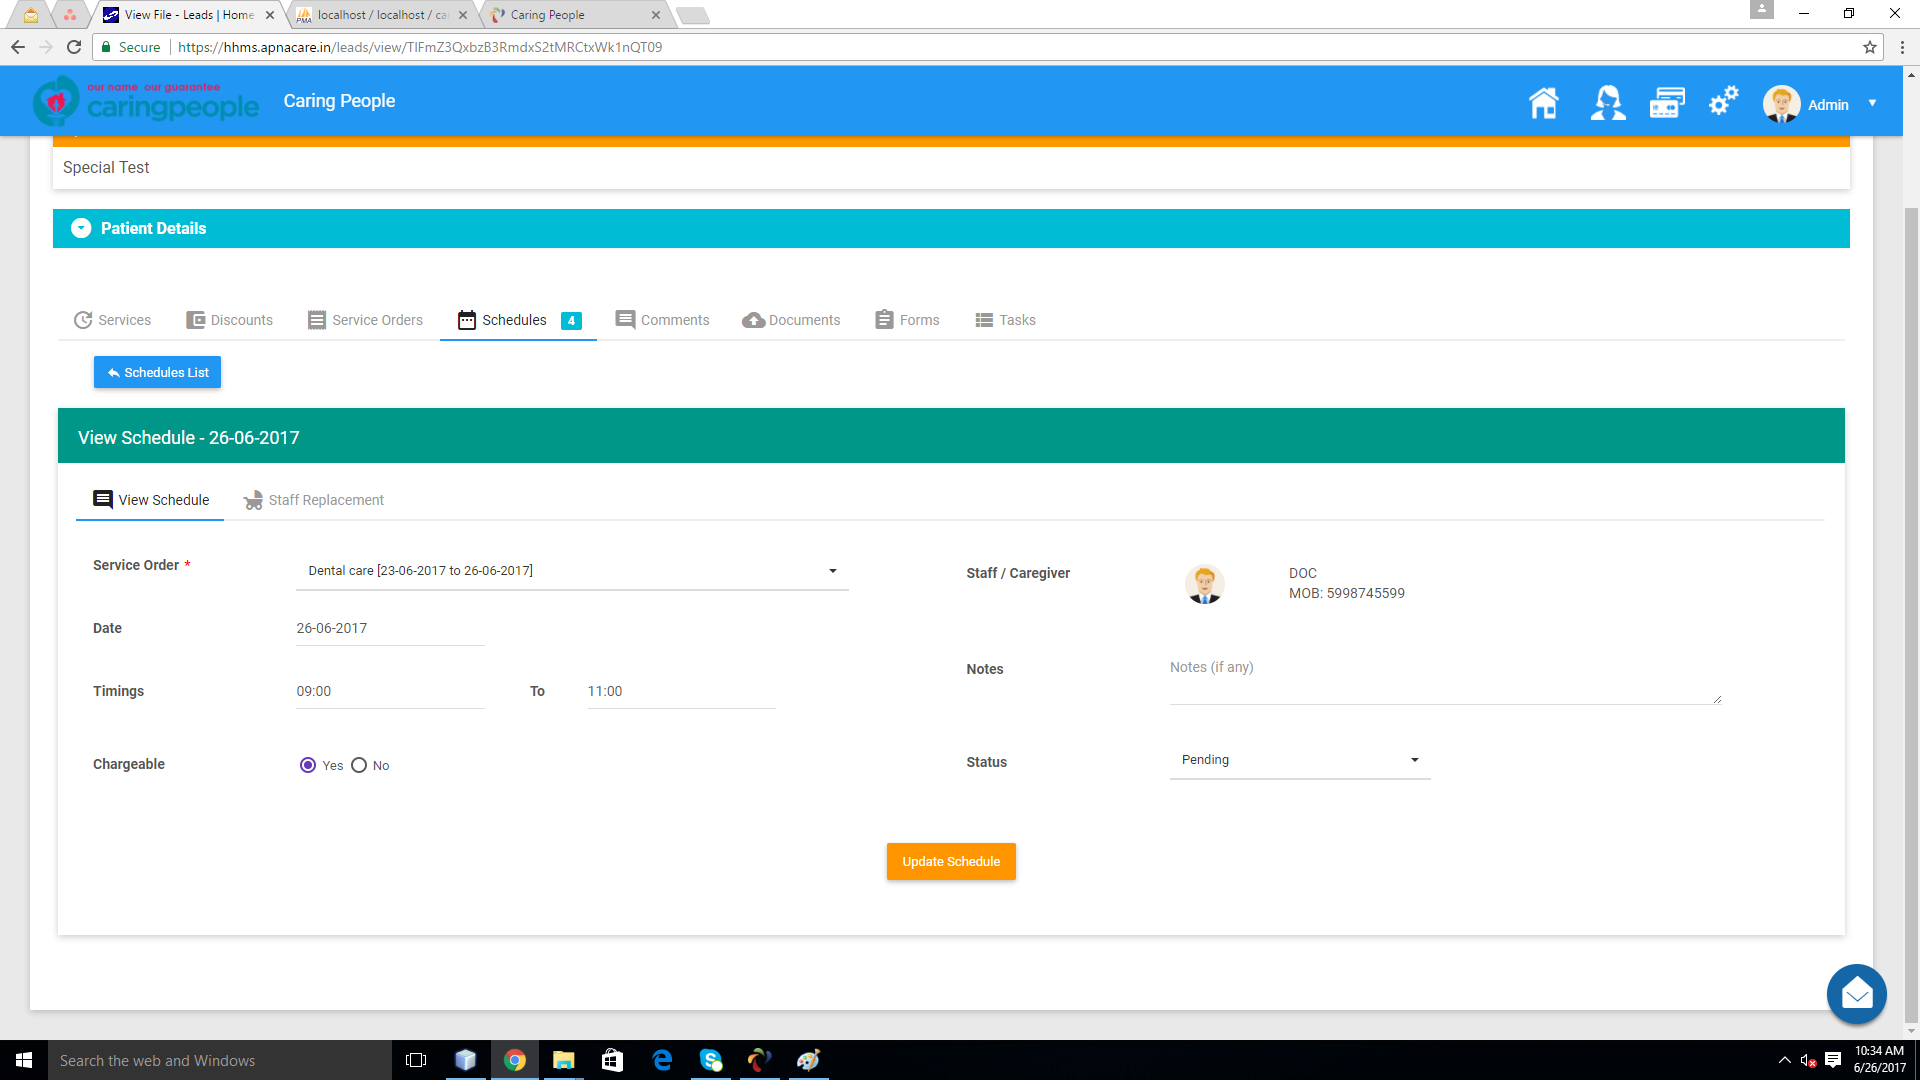 View File - Leads | Home
localhost / localhost / ca
Caring People
Secure
https://hhms.apnacare.in/leads/view/TlFmZ3QxbzB3RmdxS2tMRCtxWk1nQT09
our name our guarantee
caringpeople
Caring People
Admin
Special Test
Patient Details
Services
Discounts
Service Orders
Schedules 4
Comments
Documents
Forms
Tasks
Schedules List
View Schedule - 26-06-2017
View Schedule
Staff Replacement
Service Order *
Dental care [23-06-2017 to 26-06-2017]
Staff / Caregiver
DOC
MOB: 5998745599
Date
26-06-2017
Notes
Notes (if any)
Timings
09:00
To
11:00
Chargeable
Yes
No
Status
Pending
Update Schedule
Search the web and Windows
10:34 AM
6/26/2017